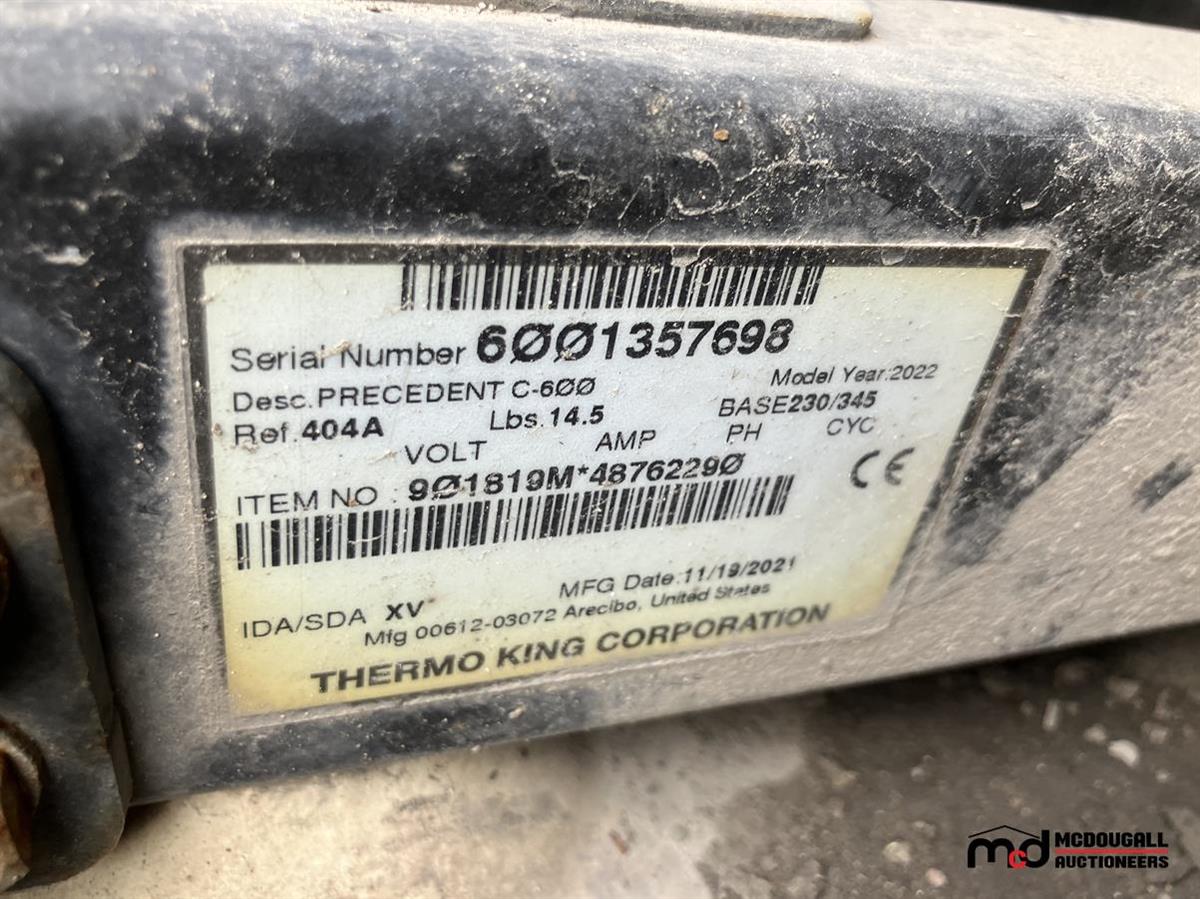 Serial Number 6ØØ1357698
Desc.PRECEDENT C-6ØØ Model Year:2022
Ref.404A Lbs.14.5 BASE230/345
VOLT AMP PH CYC
ITEM NO : 9Ø1819M*4876229Ø
CE
MFG Date:11/19/2021
IDA/SDA XV
Mfg 00612-03072 Arecibo, United States
THERMO KING CORPORATION
mcd MCDOUGALL
AUCTIONEERS